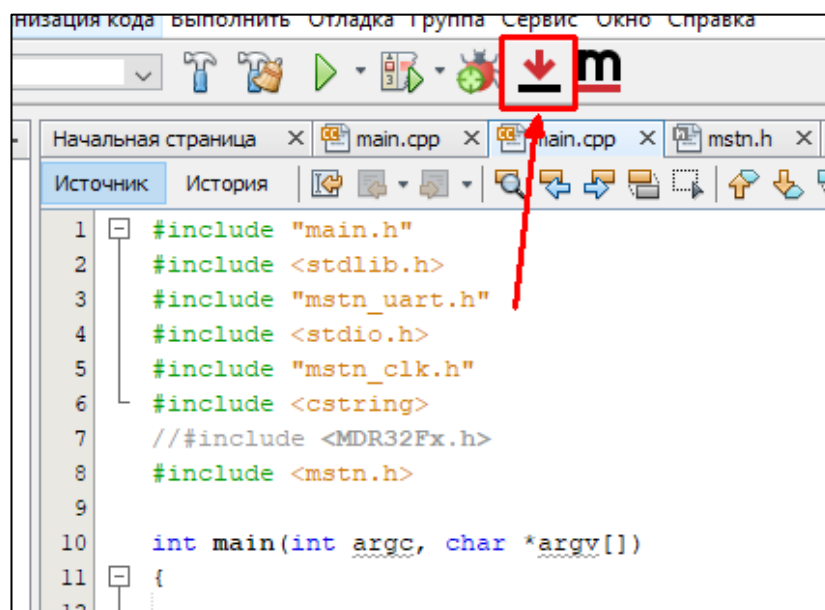 низация кода Выполнить Отладка Группа Сервис Окно Справка
m
Начальная страница main.cpp main.cpp mstn.h
Источник История
1 #include "main.h"
2 #include <stdlib.h>
3 #include "mstn_uart.h"
4 #include <stdio.h>
5 #include "mstn_clk.h"
6 #include <cstring>
7 //#include <MDR32Fx.h>
8 #include <mstn.h>
9
10 int main(int argc, char *argv[])
11 {
12